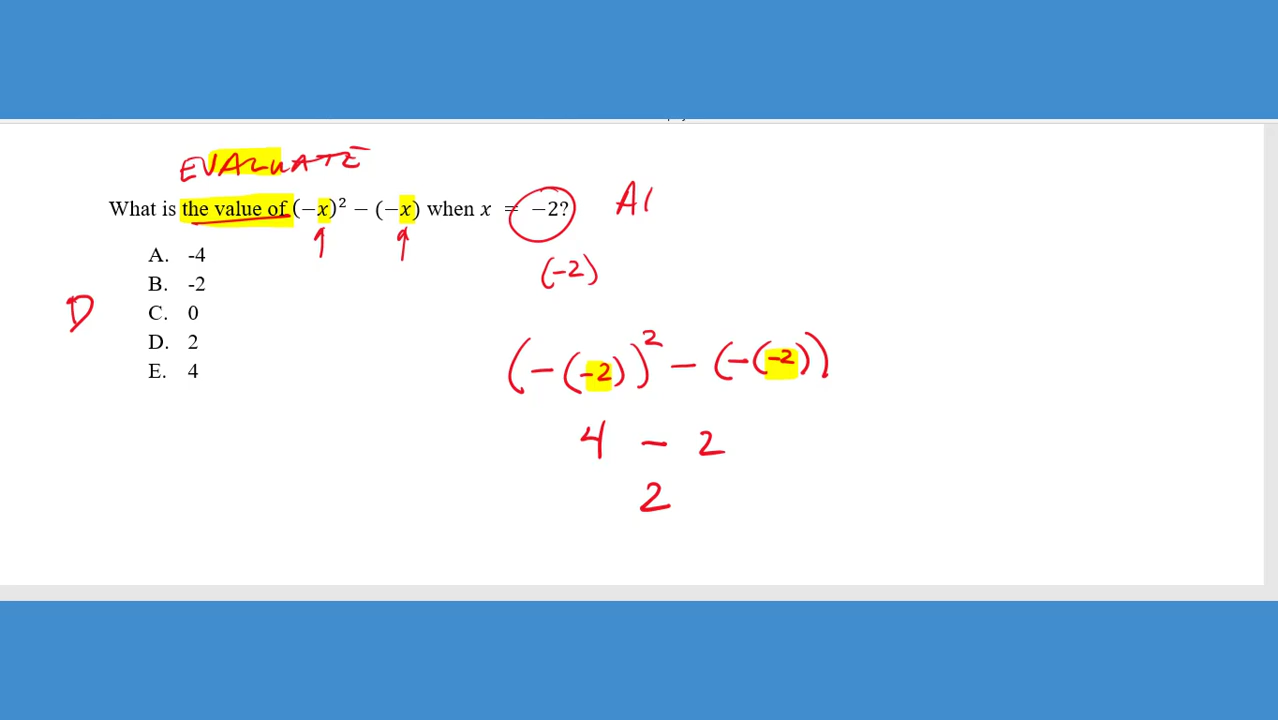 EVALUATE
What is the value of (−x)² − (−x) when x = −2? A(
(-2)
A. -4
B. -2
C. 0
D. 2
E. 4
D
(-(-2))² - (-(-2))
4 - 2
2